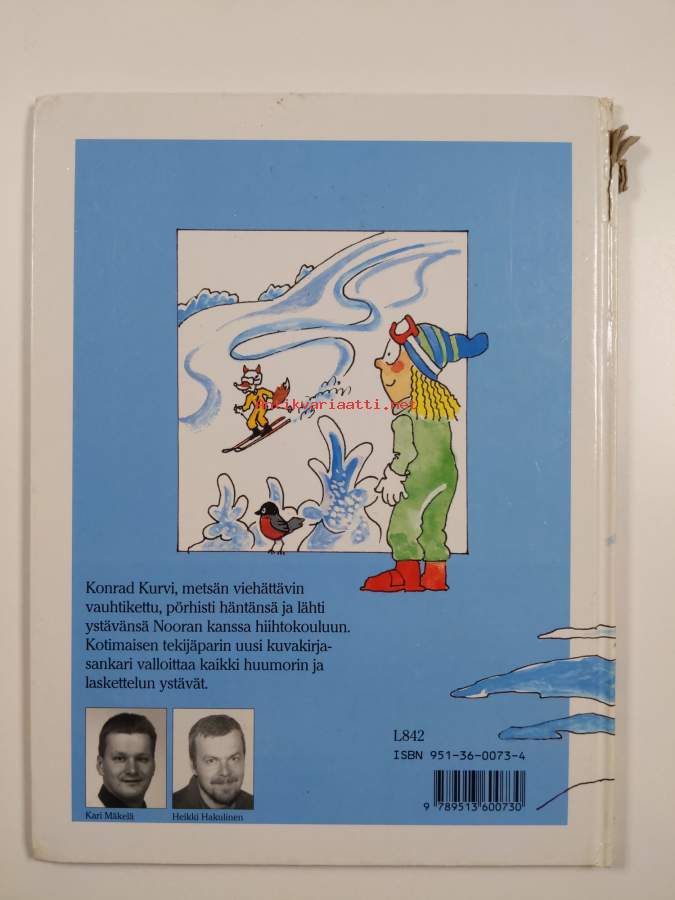 Antikvariaatti.net
Konrad Kurvi, metsän viehättävin
vauhtikettu, pörhisti häntänsä ja lähti
ystävänsä Nooran kanssa hiihtokouluun.
Kotimaisen tekijäparin uusi kuvakirja-
sankari valloittaa kaikki huumorin ja
laskettelun ystävät.
Kari Mäkelä
Heikki Hakulinen
L842
ISBN 951-36-0073-4
9 789513 600730